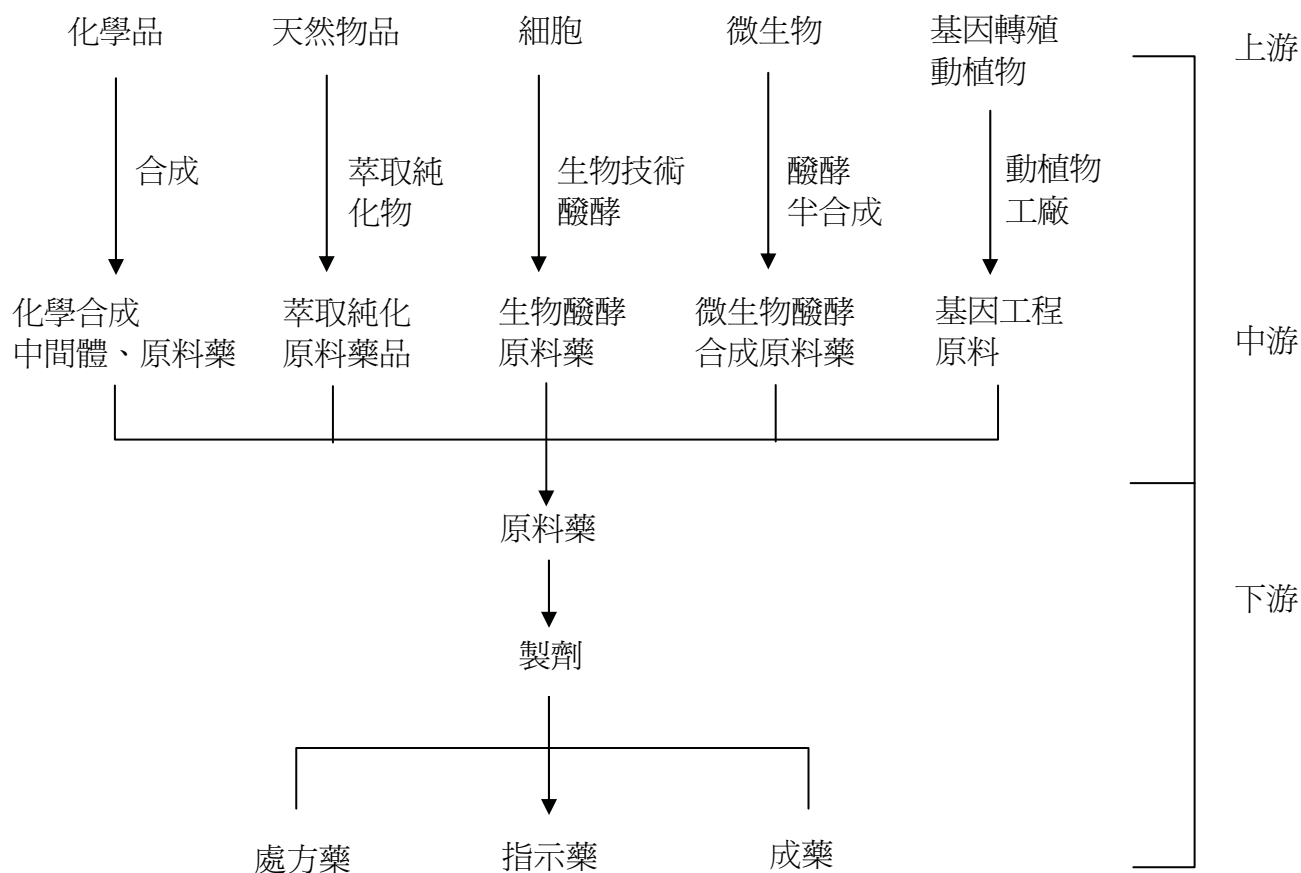 化學品
天然物品
細胞
微生物
基因轉殖
動植物
上游
合成
萃取純
化物
生物技術
醱酵
醱酵
半合成
動植物
工廠
化學合成
中間體、原料藥
萃取純化
原料藥品
生物醱酵
原料藥
微生物醱酵
合成原料藥
基因工程
原料
中游
原料藥
下游
製劑
處方藥
指示藥
成藥